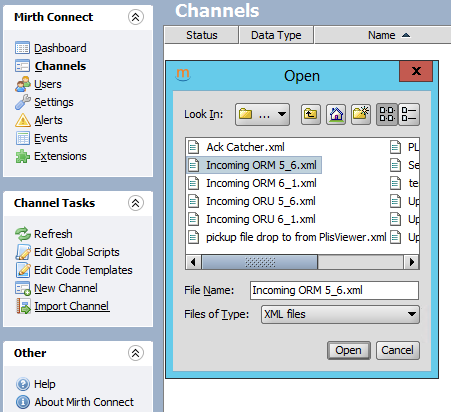 Mirth Connect
Dashboard
Channels
Users
Settings
Alerts
Events
Extensions
Channel Tasks
Refresh
Edit Global Scripts
Edit Code Templates
New Channel
Import Channel
Other
Help
About Mirth Connect
Channels
Status Data Type Name
m
Open
x
Look In: ...
Ack Catcher.xml PL
Incoming ORM 5_6.xml Se
Incoming ORM 6_1.xml te
Incoming ORU 5_6.xml Up
Incoming ORU 6_1.xml Up
pickup file drop to from PlisViewer.xml Up
File Name: Incoming ORM 5_6.xml
Files of Type: XML files
Open Cancel